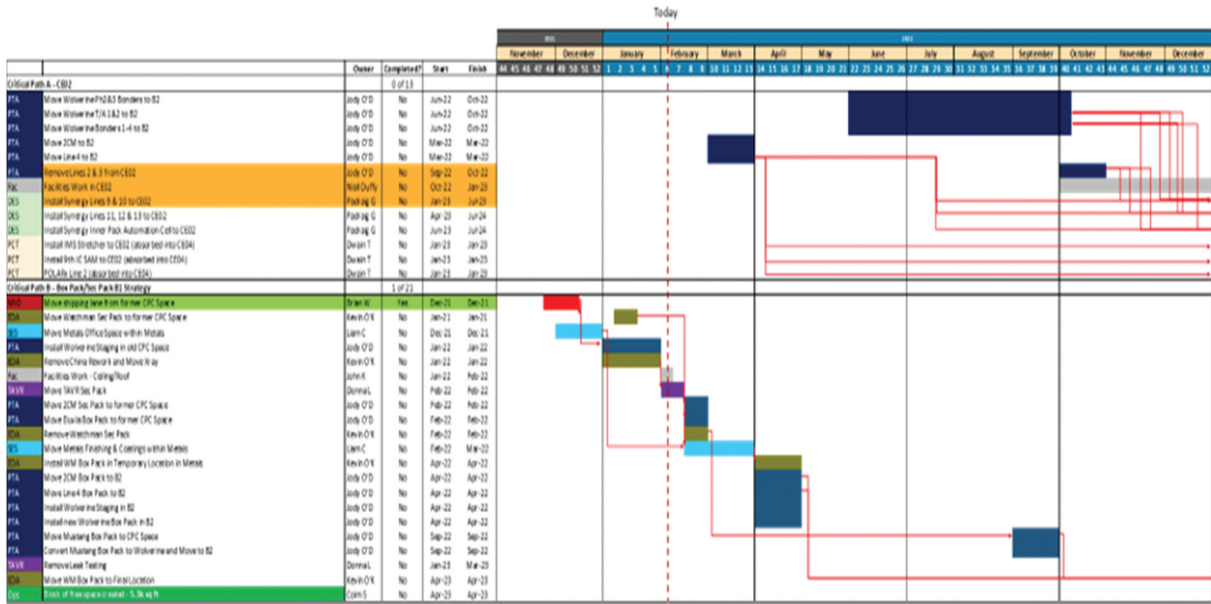 Today
2021 2022
November December January February March April May June July August September October November December
Owner Completed? Start Finish 44 45 46 47 48 49 50 51 52 1 2 3 4 5 6 7 8 9 10 11 12 13 14 15 16 17 18 19 20 21 22 23 24 25 26 27 28 29 30 31 32 33 34 35 36 37 38 39 40 41 42 43 44 45 46 47 48 49 50 51 52
Critical Path A - CE02 0 of 13
PTA Move Wolverine Ph2&3 Bonders to B2 Jody O'D No Jun-22 Oct-22
PTA Move Wolverine T/A 1&2 to B2 Jody O'D No Jun-22 Oct-22
PTA Move Wolverine Bonders 1-4 to B2 Jody O'D No Jun-22 Oct-22
PTA Move 2CM to B2 Jody O'D No Mar-22 Mar-22
PTA Move Line4 to B2 Jody O'D No Mar-22 Mar-22
PTA Remove Lines 2 & 3 from CE02 Jody O'D No Sep-22 Oct-22
Fac Facilities Work in CE02 Niall Duffy No Oct-22 Jan-23
DES Install Synergy Lines 9 & 10 to CE02 Padraig G No Jan-23 Jul-23
DES Install Synergy Lines 11, 12 & 13 to CE02 Padraig G No Apr-23 Jul-24
DES Install Synergy Inner Pack Automation Cell to CE02 Padraig G No Jun-23 Jul-24
PCT Install IMS Stretcher to CE02 (absorbed into CE04) Dwain T No Jan-23 Jan-23
PCT Install 9th IC SAM to CE02 (absorbed into CE04) Dwain T No Jan-23 Jan-23
PCT POLARx Line 2 (absorbed into CE04) Dwain T No Jan-23 Jan-23
Critical Path B - Box Pack/Sec Pack B1 Strategy 1 of 21
Move shipping lane from former CPC Space Brian W Yes Dec-21 Dec-21
Move Watchman Sec Pack to former CPC Space Kevin O'K No Jan-21 Jan-21
SES Move Metals Office Space within Metals Liam C No Dec-21 Dec-21
PTA Install Wolverine Staging in old CPC Space Jody O'D No Jan-22 Jan-22
Remove China Rework and Move Xray Kevin O'K No Jan-22 Jan-22
Fac Facilities Work - Ceiling/Roof John K No Jan-22 Feb-22
TAVR Move TAVR Sec Pack Donna L No Feb-22 Feb-22
PTA Move 2CM Sec Pack to former CPC Space Jody O'D No Feb-22 Feb-22
PTA Move Eluvia Box Pack to former CPC Space Jody O'D No Feb-22 Feb-22
Remove Watchman Sec Pack Kevin O'K No Feb-22 Feb-22
SES Move Metals Finishing & Coatings within Metals Liam C No Feb-22 Mar-22
Install WM Box Pack in Temporary Location in Metals Kevin O'K No Apr-22 Apr-22
PTA Move 2CM Box Pack to B2 Jody O'D No Apr-22 Apr-22
PTA Move Line4 Box Pack to B2 Jody O'D No Apr-22 Apr-22
PTA Install Wolverine Staging in B2 Jody O'D No Apr-22 Apr-22
PTA Install new Wolverine Box Pack in B2 Jody O'D No Apr-22 Apr-22
PTA Move Mustang Box Pack to CPC Space Jody O'D No Sep-22 Sep-22
PTA Convert Mustang Box Pack to Wolverine and Move to B2 Jody O'D No Sep-22 Sep-22
TAVR Remove Leak Testing Donna L No Jan-23 Mar-23
Move WM Box Pack to Final Location Kevin O'K No Apr-23 Apr-23
Ops Block of free space created - 5.3k sq ft Colm S No Apr-23 Apr-23